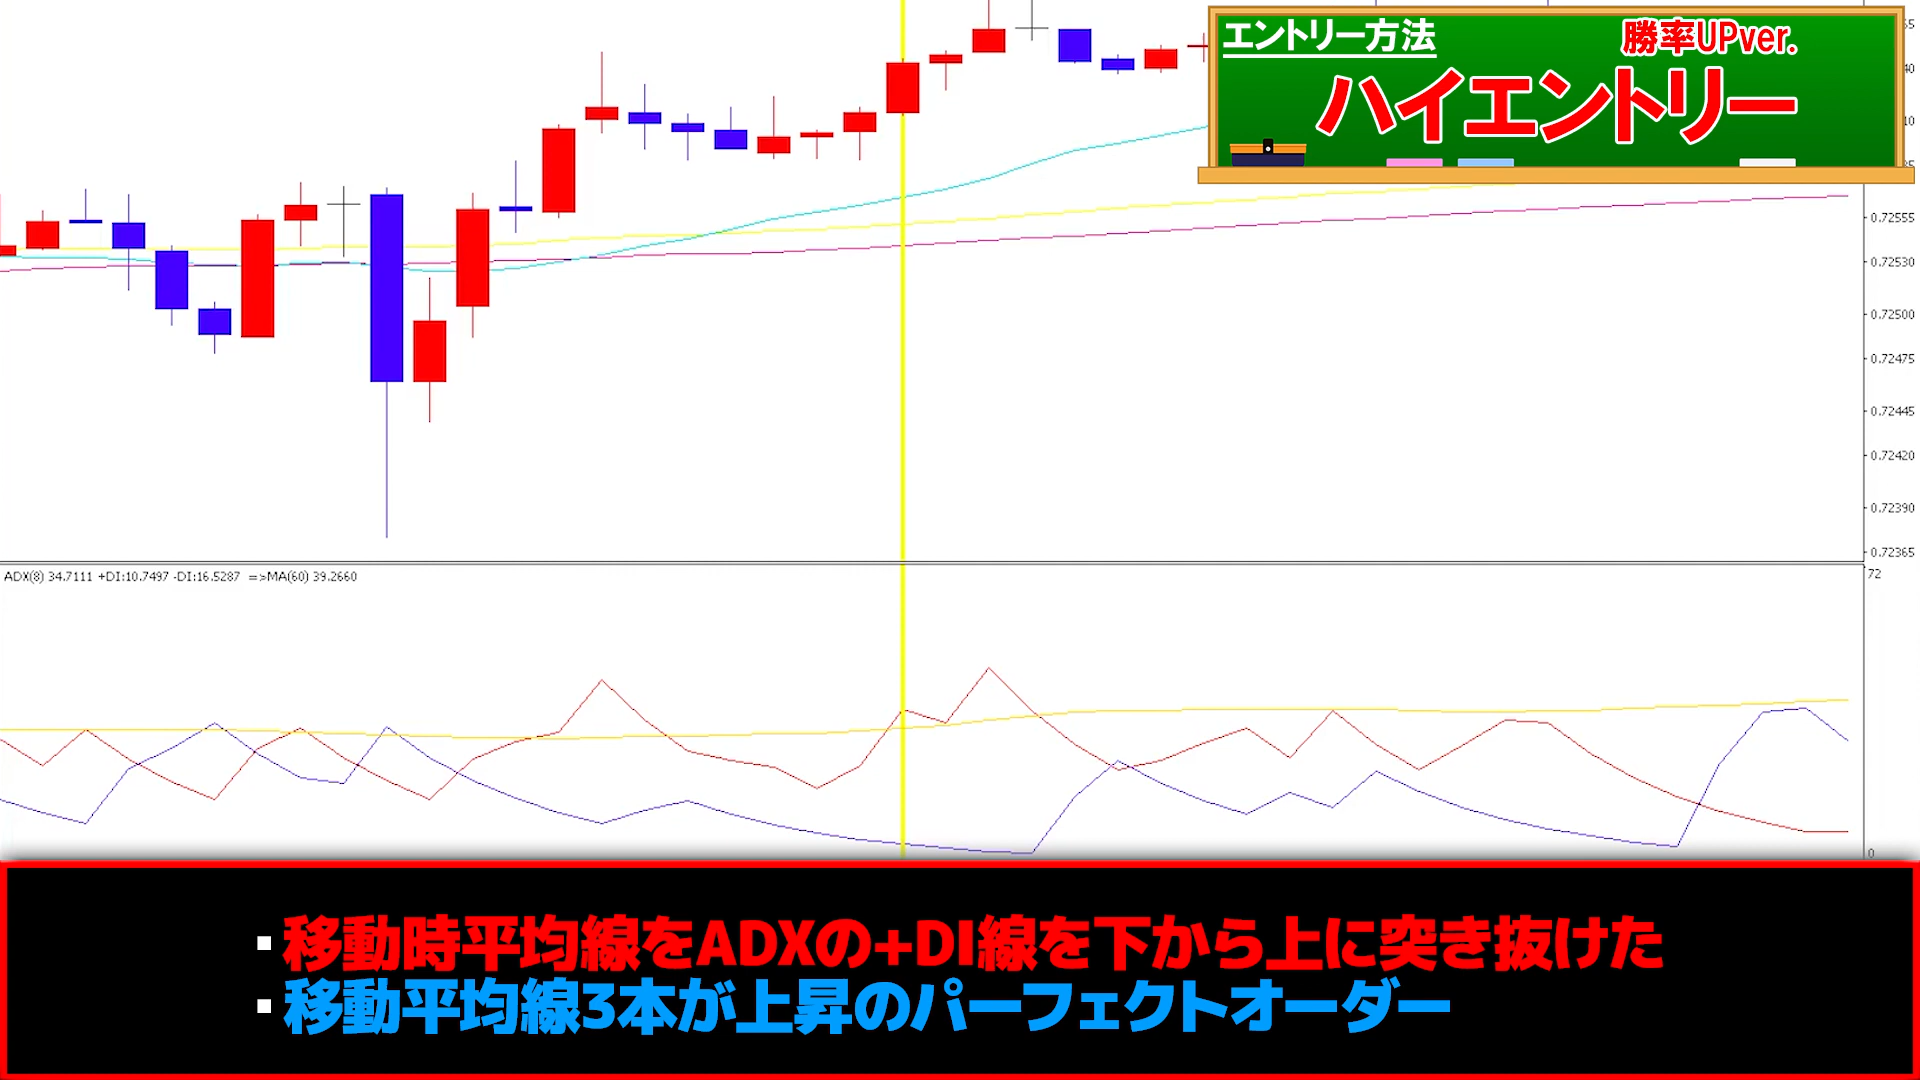 エントリー方法
勝率UPver.
ハイエントリー
0.72555
0.72530
0.72500
0.72475
0.72445
0.72420
0.72390
0.72365
ADX(8) 34.7111 +DI:10.7497 -DI:16.5287 =>MA(60) 39.2660
72
0
▪移動時平均線をADXの+DI線を下から上に突き抜けた
▪移動平均線3本が上昇のパーフェクトオーダー